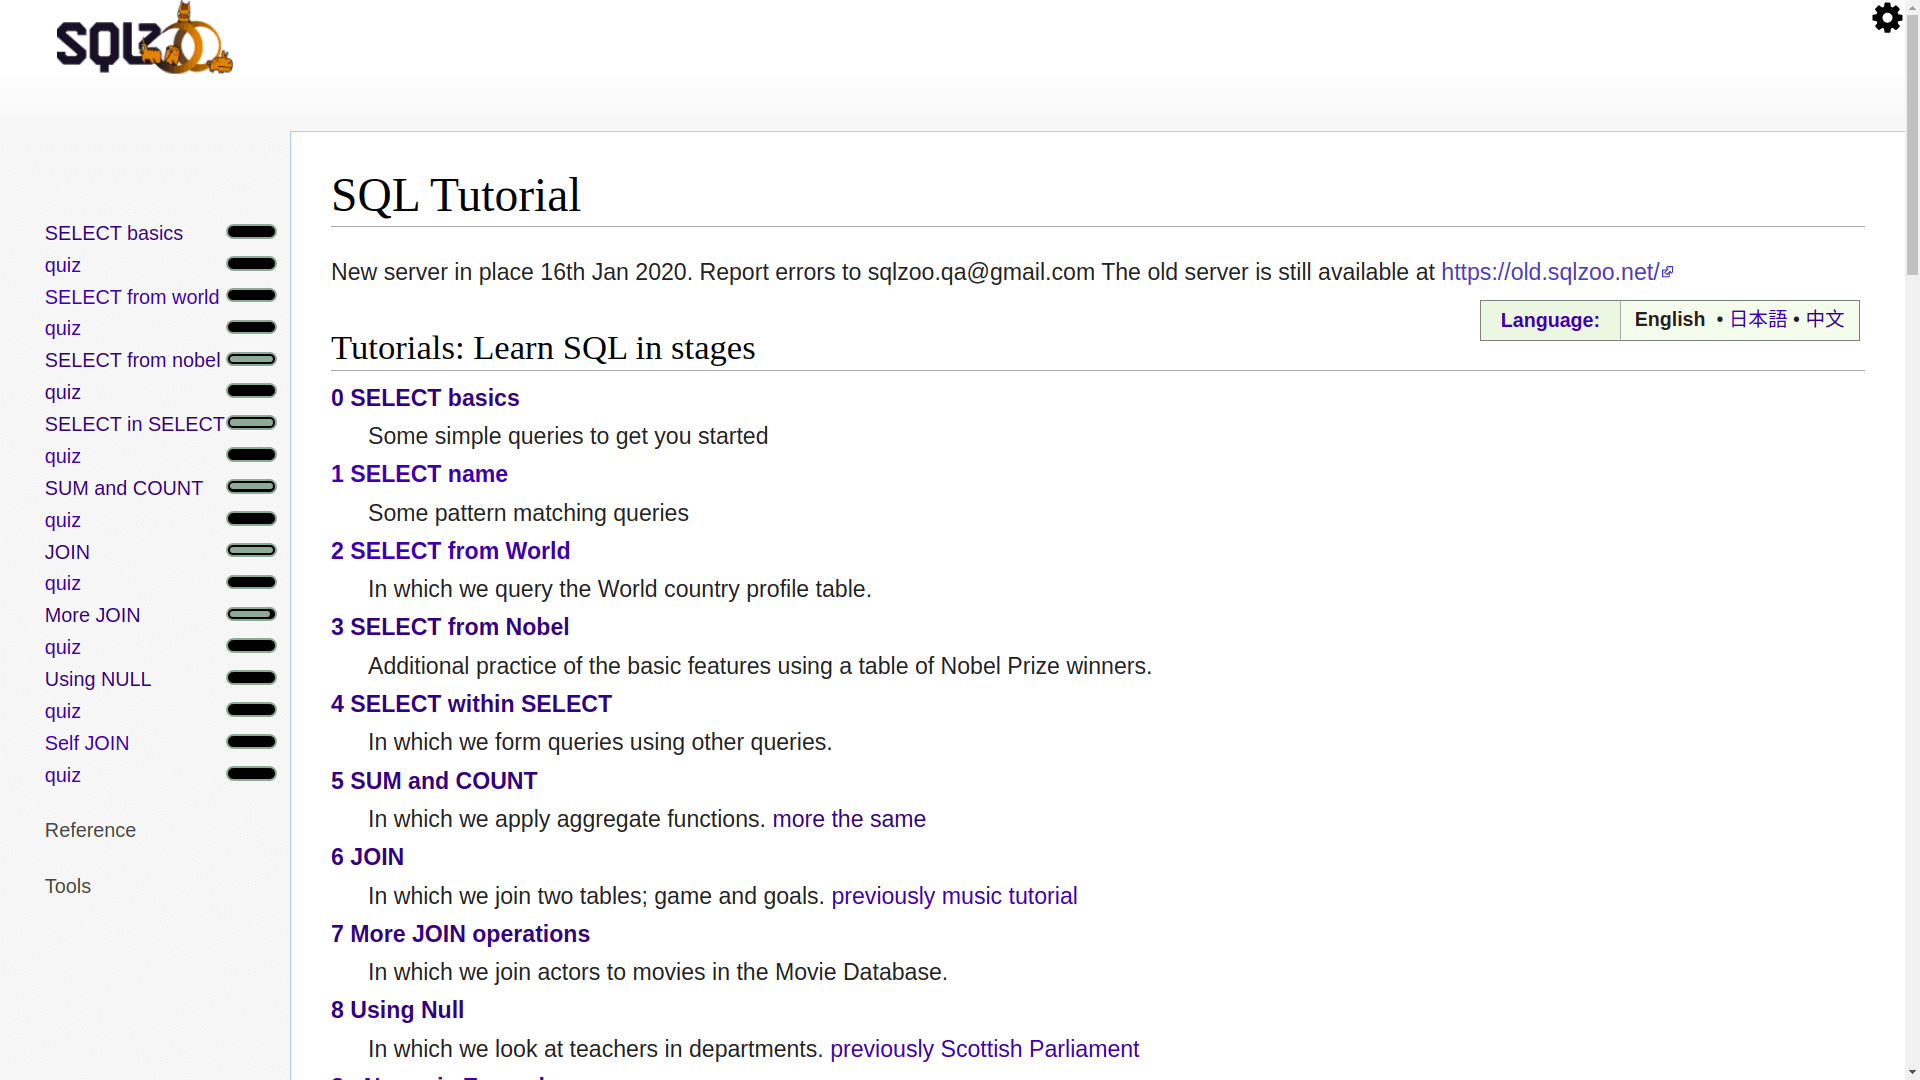 SQLZOO
SELECT basics
quiz
SELECT from world
quiz
SELECT from nobel
quiz
SELECT in SELECT
quiz
SUM and COUNT
quiz
JOIN
quiz
More JOIN
quiz
Using NULL
quiz
Self JOIN
quiz
Reference
Tools
SQL Tutorial
New server in place 16th Jan 2020. Report errors to sqlzoo.qa@gmail.com The old server is still available at https://old.sqlzoo.net/
Language: English • 日本語 • 中文
Tutorials: Learn SQL in stages
0 SELECT basics
Some simple queries to get you started
1 SELECT name
Some pattern matching queries
2 SELECT from World
In which we query the World country profile table.
3 SELECT from Nobel
Additional practice of the basic features using a table of Nobel Prize winners.
4 SELECT within SELECT
In which we form queries using other queries.
5 SUM and COUNT
In which we apply aggregate functions. more the same
6 JOIN
In which we join two tables; game and goals. previously music tutorial
7 More JOIN operations
In which we join actors to movies in the Movie Database.
8 Using Null
In which we look at teachers in departments. previously Scottish Parliament